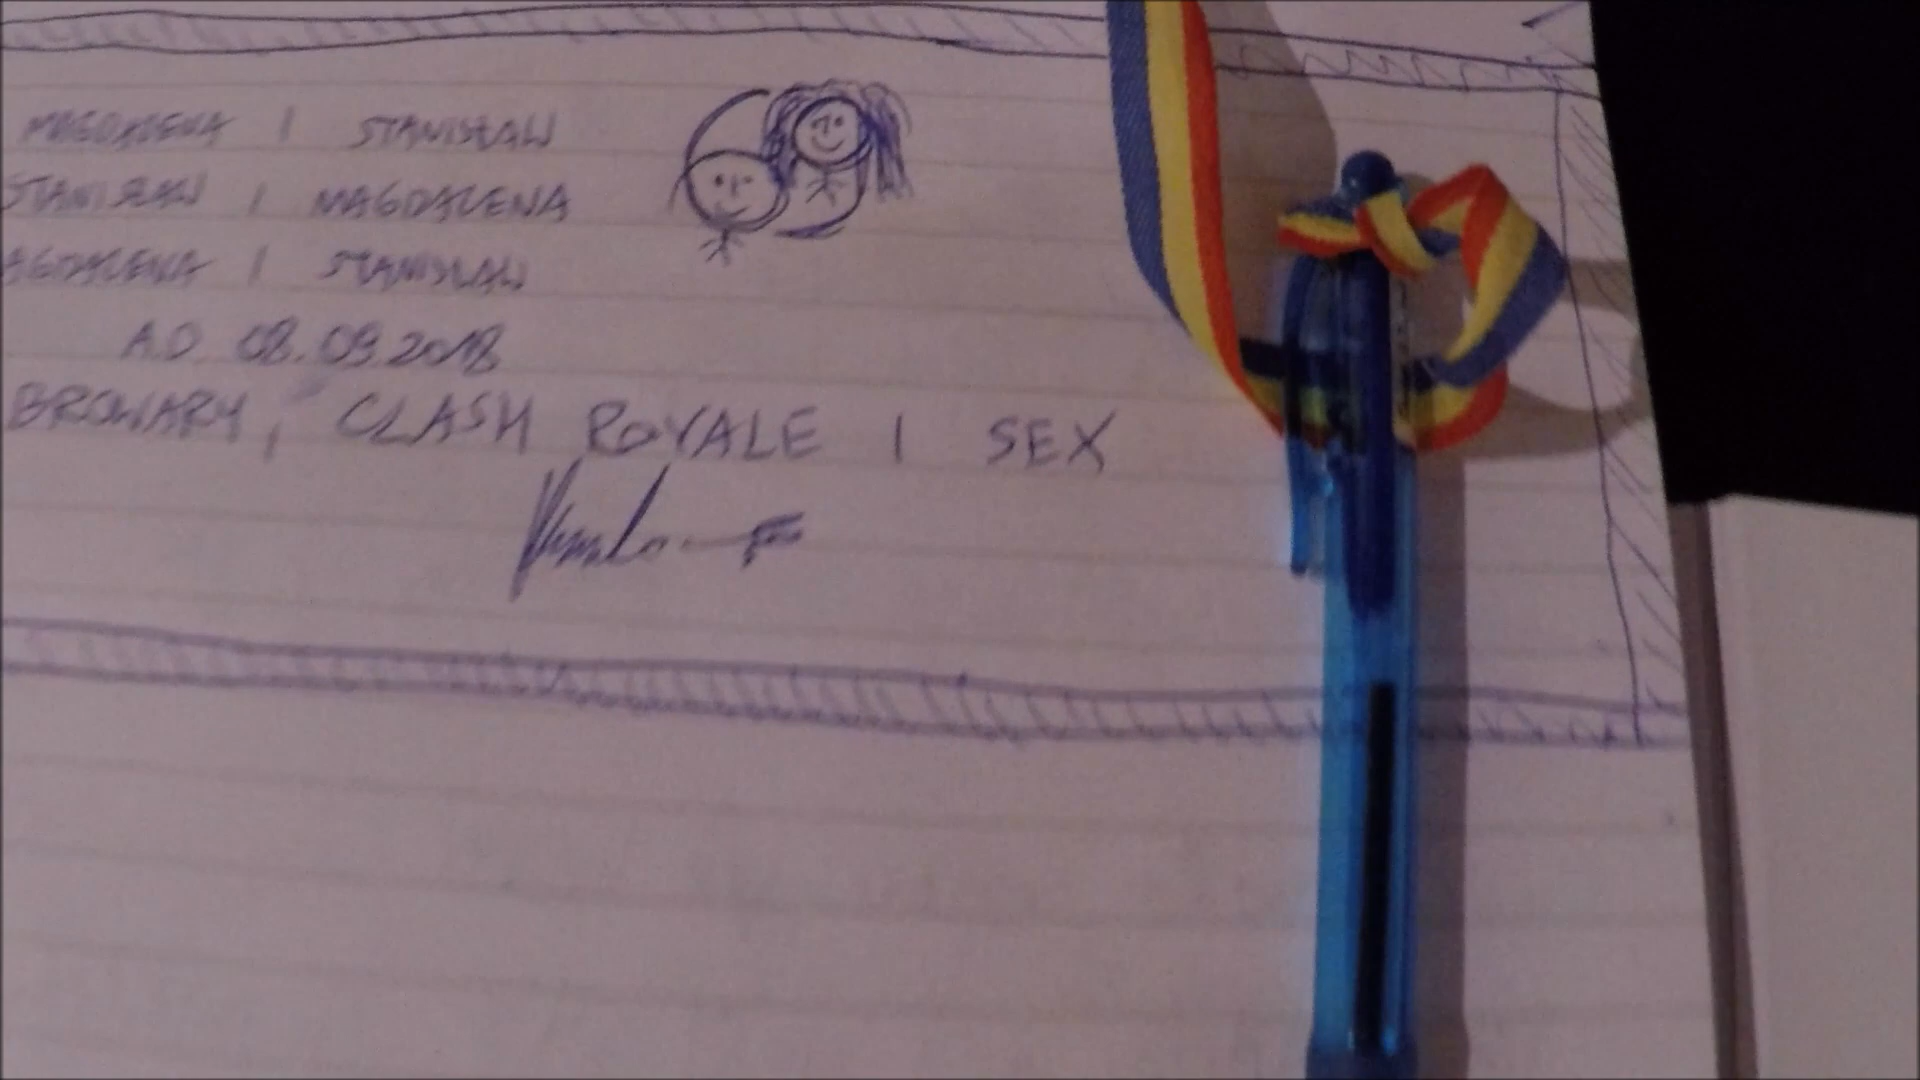 MAGDALENA I STANISŁAW
STANISŁAW I MAGDALENA
AGDALENA I STANISŁAW
A.D. 08.09.2018
BROWARY, CLASH ROYALE I SEX